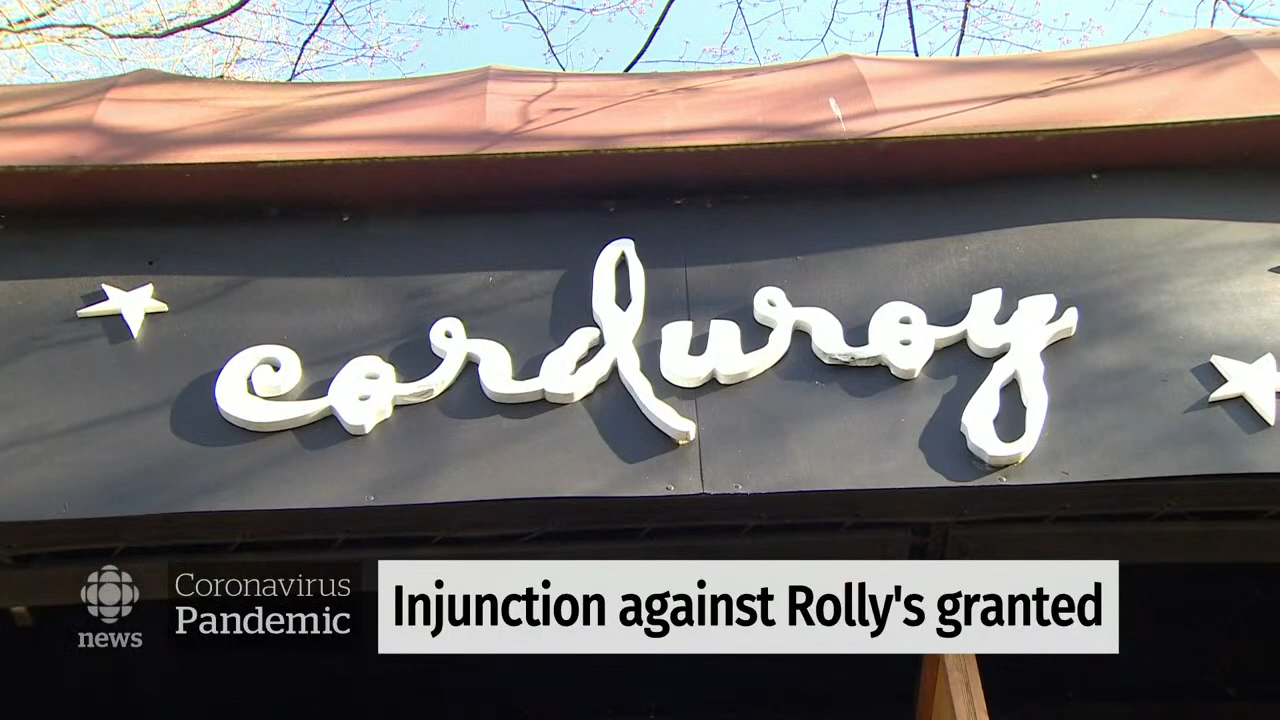 corduroy
news
Coronavirus
Pandemic
Injunction against Rolly's granted